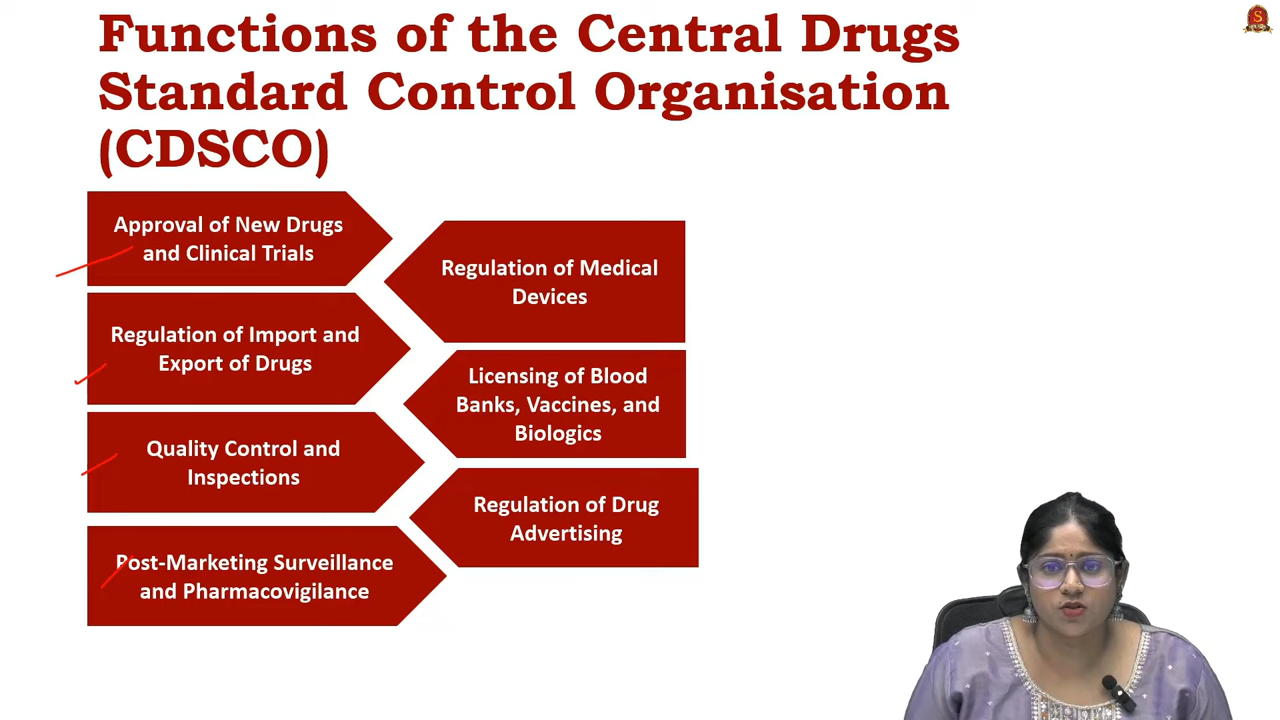 Functions of the Central Drugs
Standard Control Organisation
(CDSCO)
Approval of New Drugs
and Clinical Trials
Regulation of Import and
Export of Drugs
Quality Control and
Inspections
Post-Marketing Surveillance
and Pharmacovigilance
Regulation of Medical
Devices
Licensing of Blood
Banks, Vaccines, and
Biologics
Regulation of Drug
Advertising
S